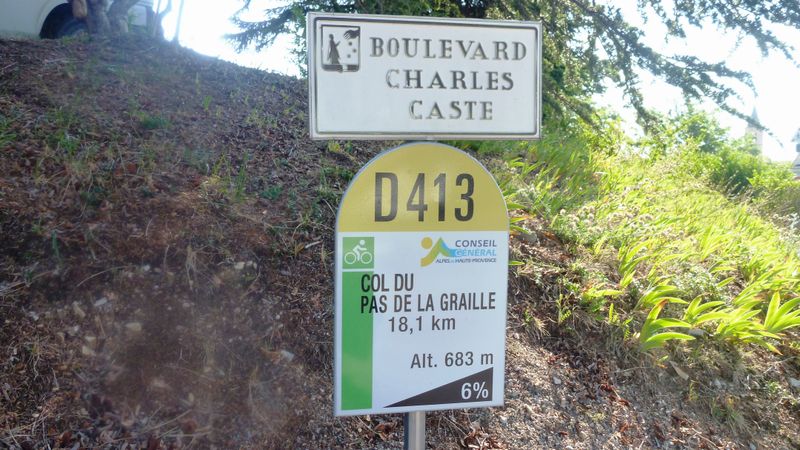 BOULEVARD
CHARLES
CASTE
D413
CONSEIL
GÉNÉRAL
ALPES DE HAUTE-PROVENCE
COL DU
PAS DE LA GRAILLE
18,1 km
Alt. 683 m
6%